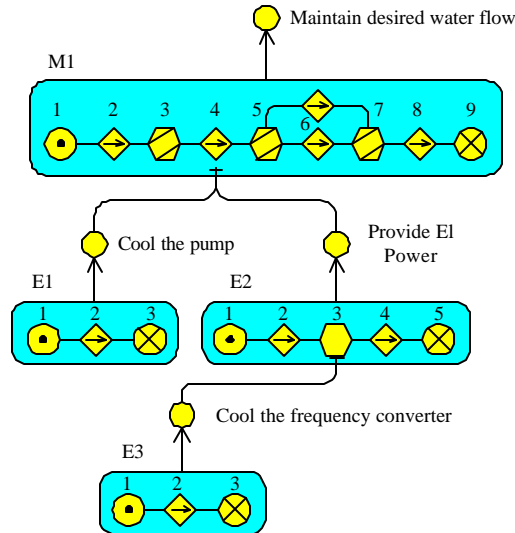 Maintain desired water flow
M1
1 2 3 4 5 6 7 8 9
Cool the pump
Provide El
Power
E1
1 2 3
E2
1 2 3 4 5
Cool the frequency converter
E3
1 2 3